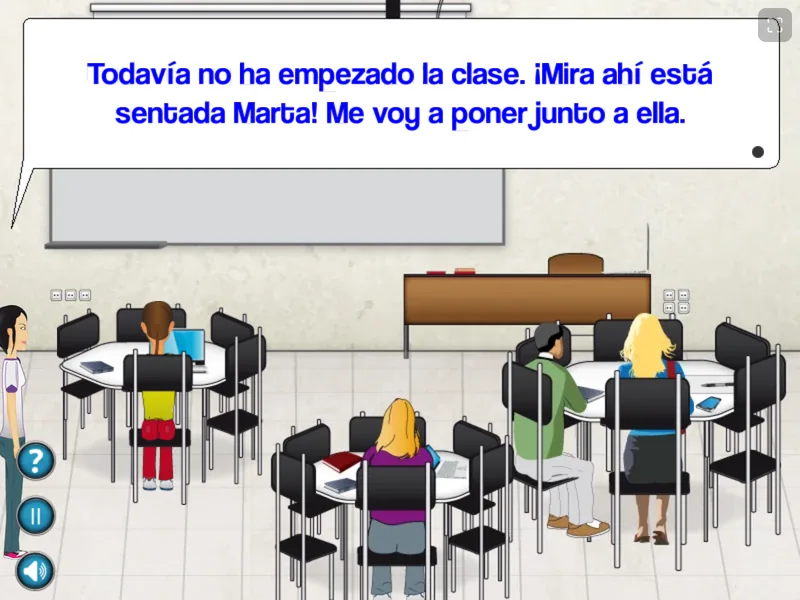 Todavía no ha empezado la clase. ¡Mira ahí está
sentada Marta! Me voy a poner junto a ella.
?